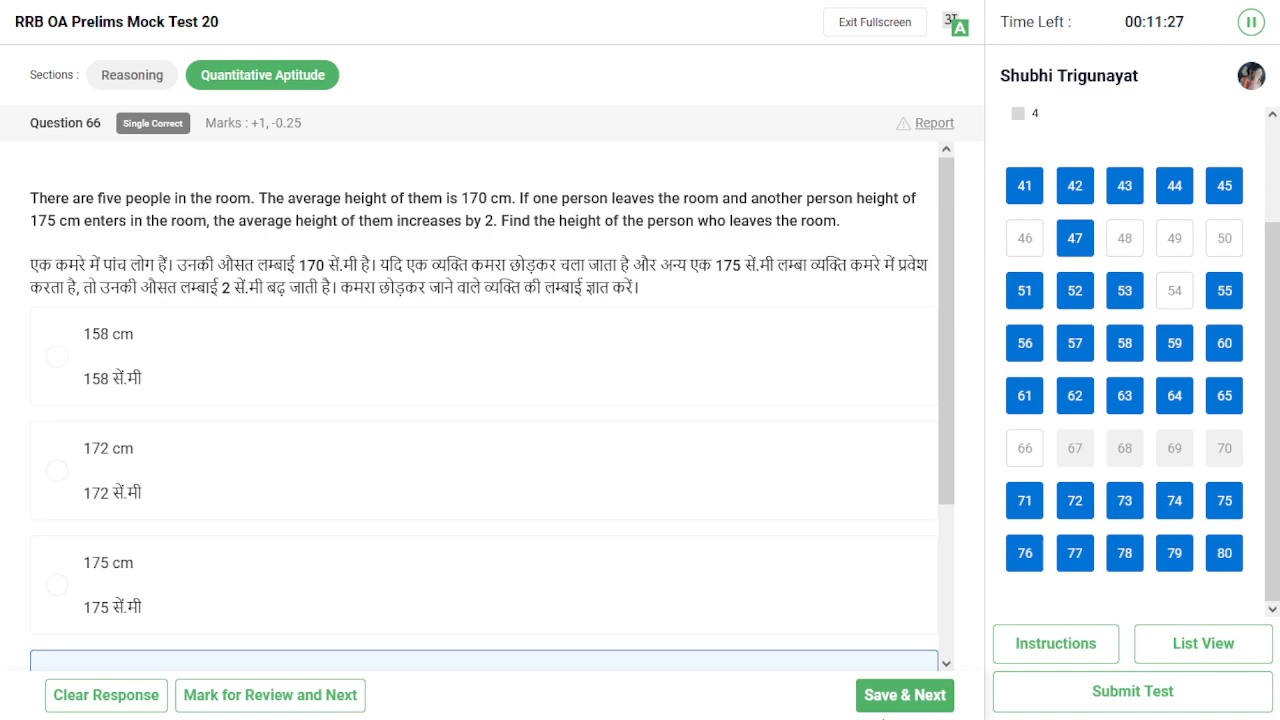 RRB OA Prelims Mock Test 20
Exit Fullscreen
A
Time Left :
00:11:27
Sections :
Reasoning
Quantitative Aptitude
Shubhi Trigunayat
Question 66
Single Correct
Marks : +1, -0.25
Report
4
There are five people in the room. The average height of them is 170 cm. If one person leaves the room and another person height of
175 cm enters in the room, the average height of them increases by 2. Find the height of the person who leaves the room.
एक कमरे में पांच लोग हैं। उनकी औसत लम्बाई 170 सें.मी है। यदि एक व्यक्ति कमरा छोड़कर चला जाता है और अन्य एक 175 सें.मी लम्बा व्यक्ति कमरे में प्रवेश
करता है, तो उनकी औसत लम्बाई 2 सें.मी बढ़ जाती है। कमरा छोड़कर जाने वाले व्यक्ति की लम्बाई ज्ञात करें।
158 cm
158 सें.मी
172 cm
172 सें.मी
175 cm
175 सें.मी
41 42 43 44 45
46 47 48 49 50
51 52 53 54 55
56 57 58 59 60
61 62 63 64 65
66 67 68 69 70
71 72 73 74 75
76 77 78 79 80
Instructions
List View
Clear Response
Mark for Review and Next
Save & Next
Submit Test